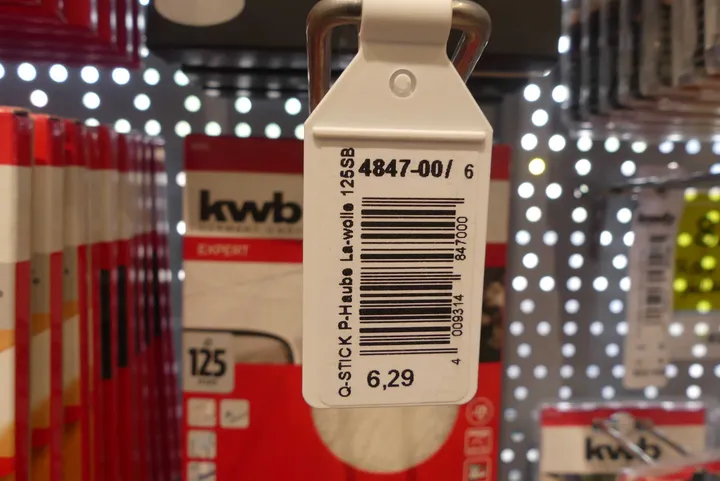 4847-00/ 6
Q-STICK P-Haube La-wolle 125SB
4 009314 847000
6,29
kwb
EXPERT
125
kwb